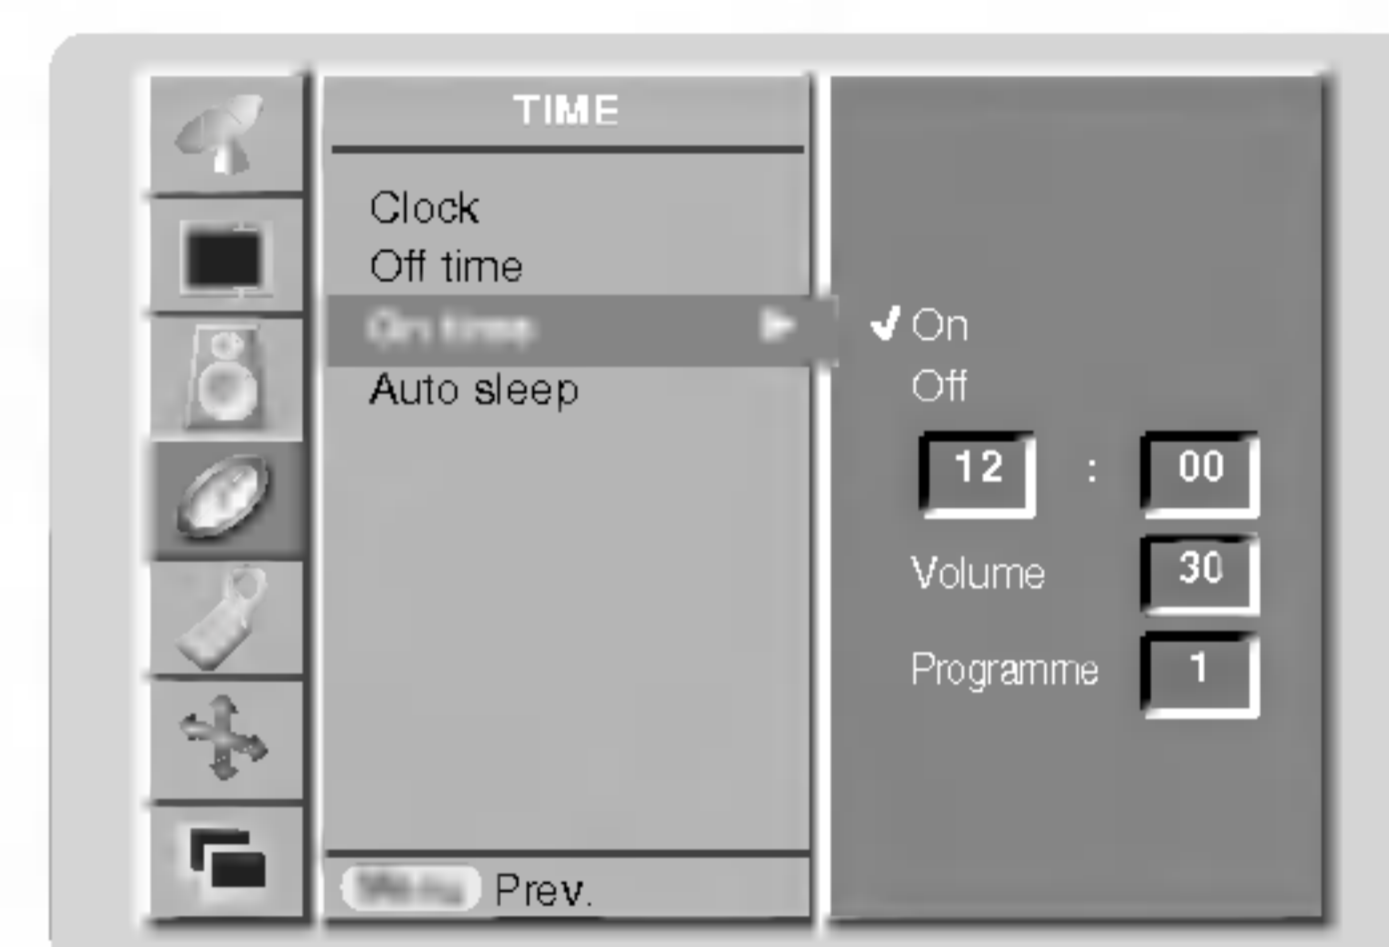 TIME
Clock
Off time
On time
Auto sleep
Prev.
On
Off
12 : 00
Volume 30
Programme 1